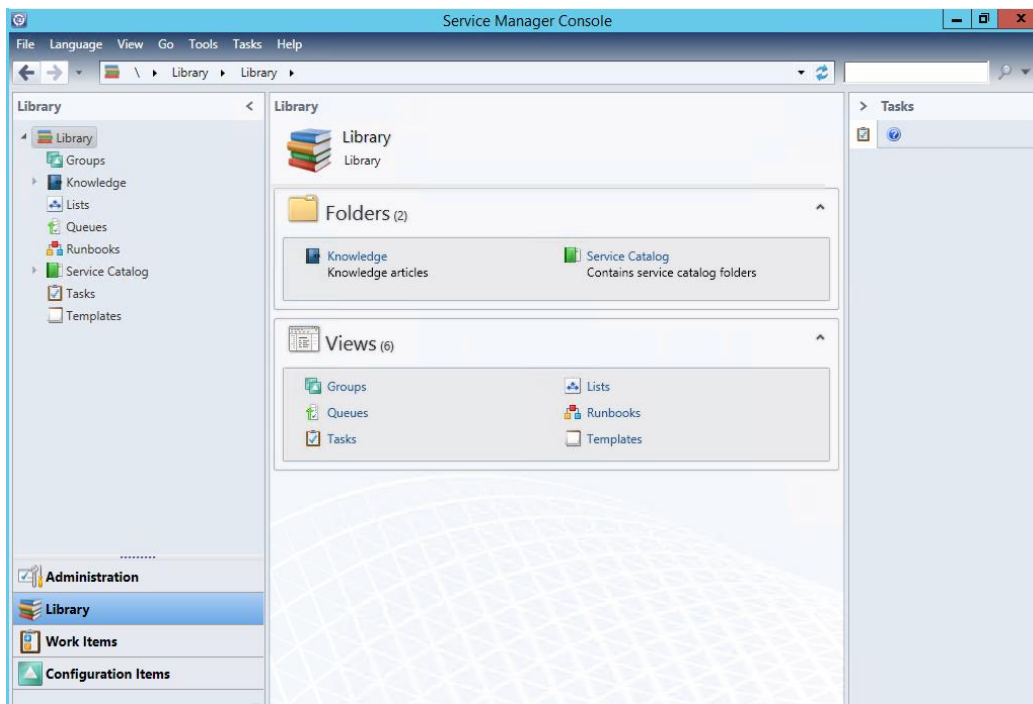 Service Manager Console
File Language View Go Tools Tasks Help
\ Library Library
Library
Library
Groups
Knowledge
Lists
Queues
Runbooks
Service Catalog
Tasks
Templates
Administration
Library
Work Items
Configuration Items
Library
Library
Library
Folders (2)
Knowledge
Knowledge articles
Service Catalog
Contains service catalog folders
Views (6)
Groups
Lists
Queues
Runbooks
Tasks
Templates
Tasks